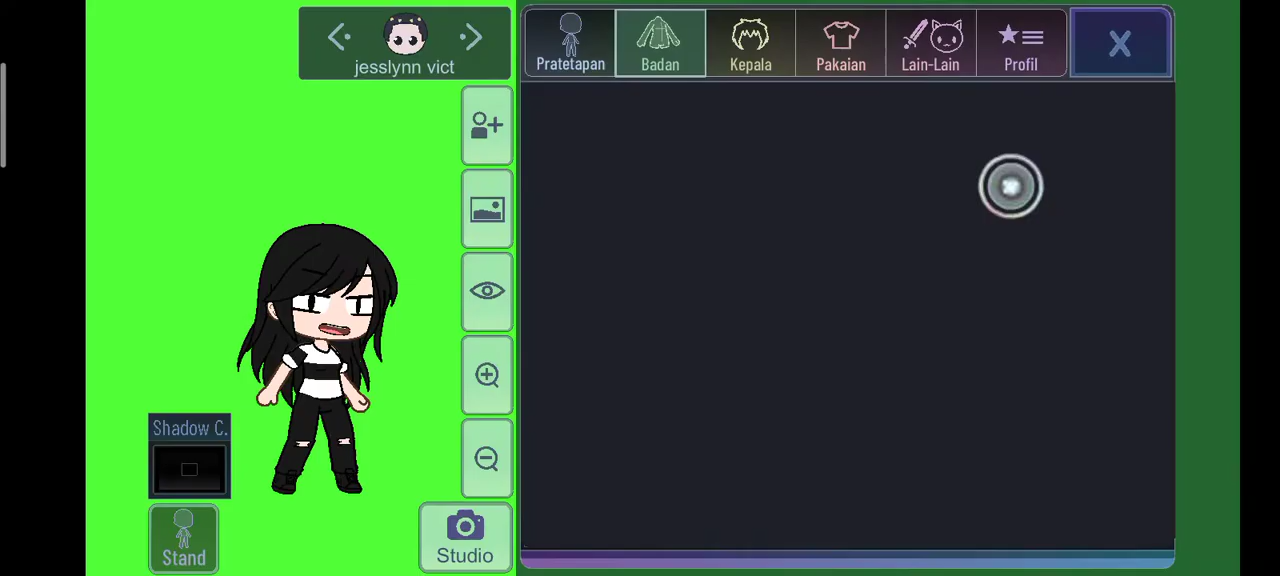 jesslynn vict
Pratetapan
Badan
Kepala
Pakaian
Lain-Lain
Profil
X
Shadow C.
Stand
Studio